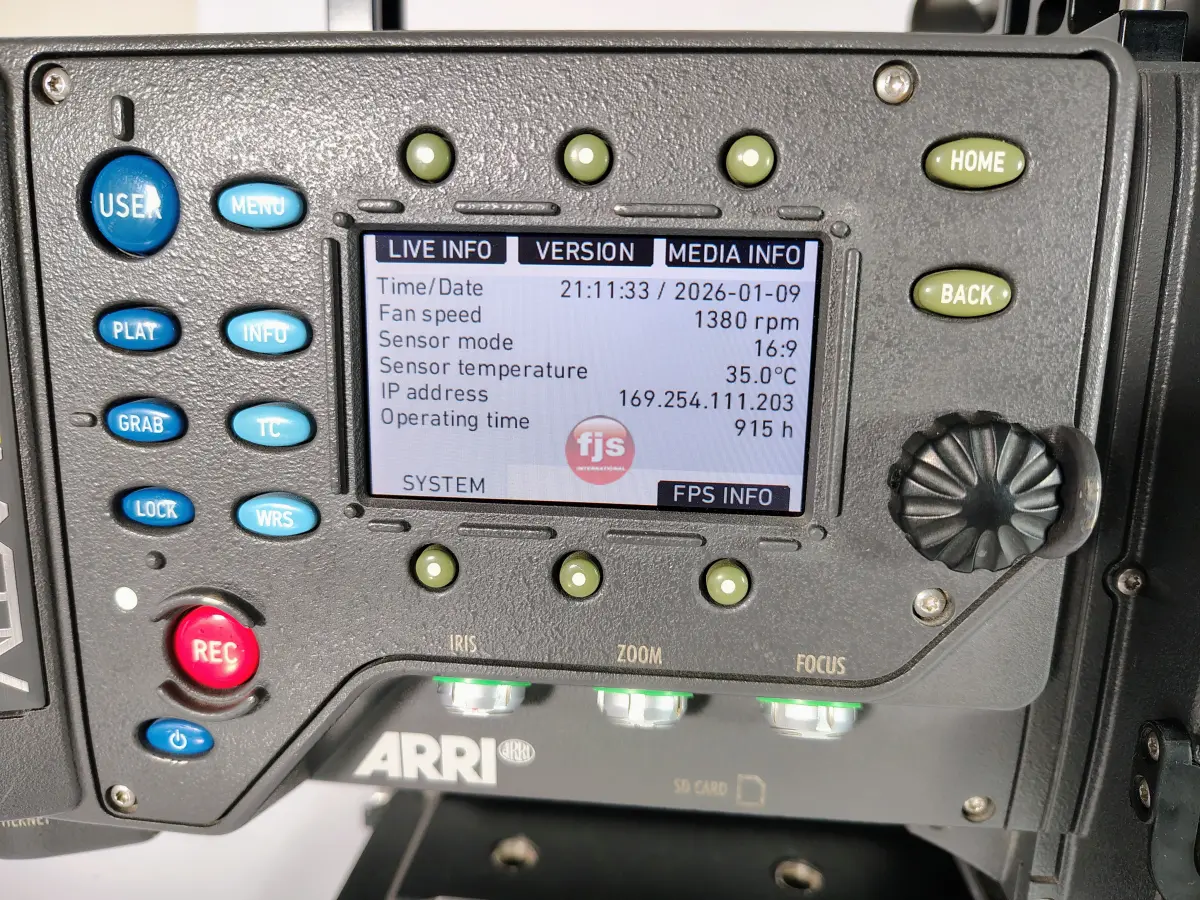 USER
MENU
HOME
LIVE INFO VERSION MEDIA INFO
Time/Date 21:11:33 / 2026-01-09
Fan speed 1380 rpm
Sensor mode 16:9
Sensor temperature 35.0°C
IP address 169.254.111.203
Operating time 915 h
fjs
INTERNATIONAL
SYSTEM FPS INFO
BACK
PLAY INFO
GRAB TC
LOCK WRS
REC
IRIS ZOOM FOCUS
ARRI ARRI
SD CARD